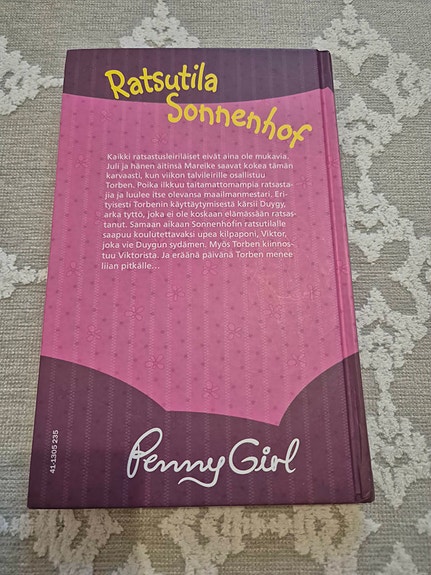 Ratsutila
Sonnenhof
Kaikki ratsastusleiriläiset eivät aina ole mukavia.
Juli ja hänen äitinsä Mareike saavat kokea tämän
karvaasti, kun viikon talvileirille osallistuu
Torben. Poika ilkkuu taitamattomampia ratsasta-
jia ja luulee itse olevansa maailmanmestari. Eri-
tyisesti Torbenin käyttäytymisestä kärsii Duygy,
arka tyttö, joka ei ole koskaan elämässään ratsas-
tanut. Samaan aikaan Sonnenhofin ratsutilalle
saapuu koulutettavaksi upea kilpaponi, Viktor,
joka vie Duygun sydämen. Myös Torben kiinnos-
tuu Viktorista. Ja eräänä päivänä Torben menee
liian pitkälle...
41-1305 235
Penny Girl